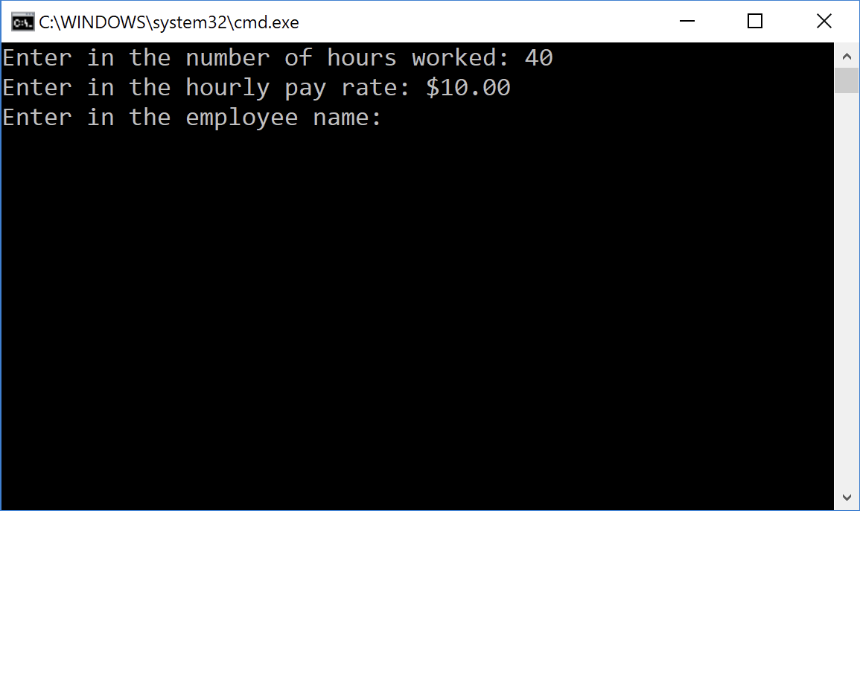 C:\WINDOWS\system32\cmd.exe
Enter in the number of hours worked: 40
Enter in the hourly pay rate: $10.00
Enter in the employee name: